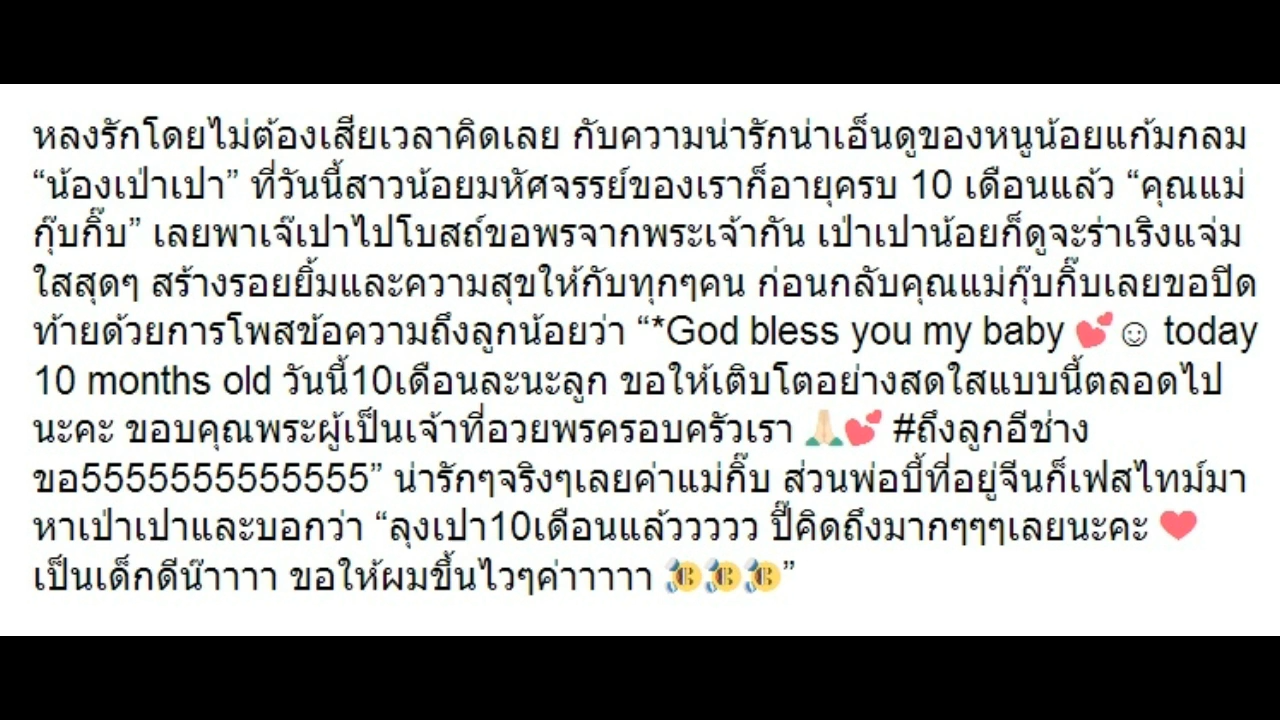 หลงรักโดยไม่ต้องเสียเวลาคิดเลย กับความน่ารักน่าเอ็นดูของหนูน้อยแก้มกลม
“น้องเป่าเปา” ที่วันนี้สาวน้อยมหัศจรรย์ของเราก็อายุครบ 10 เดือนแล้ว “คุณแม่
กุ๊บกิ๊บ” เลยพาเจ๊เปาไปโบสถ์ขอพรจากพระเจ้ากัน เป่าเปาน้อยก็ดูจะร่าเริงแจ่ม
ใสสุดๆ สร้างรอยยิ้มและความสุขให้กับทุกๆคน ก่อนกลับคุณแม่กุ๊บกิ๊บเลยขอปิด
ท้ายด้วยการโพสข้อความถึงลูกน้อยว่า “*God bless you my baby 💕☺ today
10 months old วันนี้10เดือนละนะลูก ขอให้เติบโตอย่างสดใสแบบนี้ตลอดไป
นะคะ ขอบคุณพระผู้เป็นเจ้าที่อวยพรครอบครัวเรา 🙏🏻💕 #ถึงลูกอีช่าง
ขอ5555555555555” น่ารักๆจริงๆเลยค่าแม่กิ๊บ ส่วนพ่อบี้ที่อยู่จีนก็เฟสไทม์มา
หาเป่าเปาและบอกว่า “ลุงเปา10เดือนแล้วววววว ปี๊คิดถึงมากๆๆๆเลยนะคะ ❤
เป็นเด็กดีน๊าาาา ขอให้ผมขึ้นไวๆค่าาาาา 🐝🐝🐝”